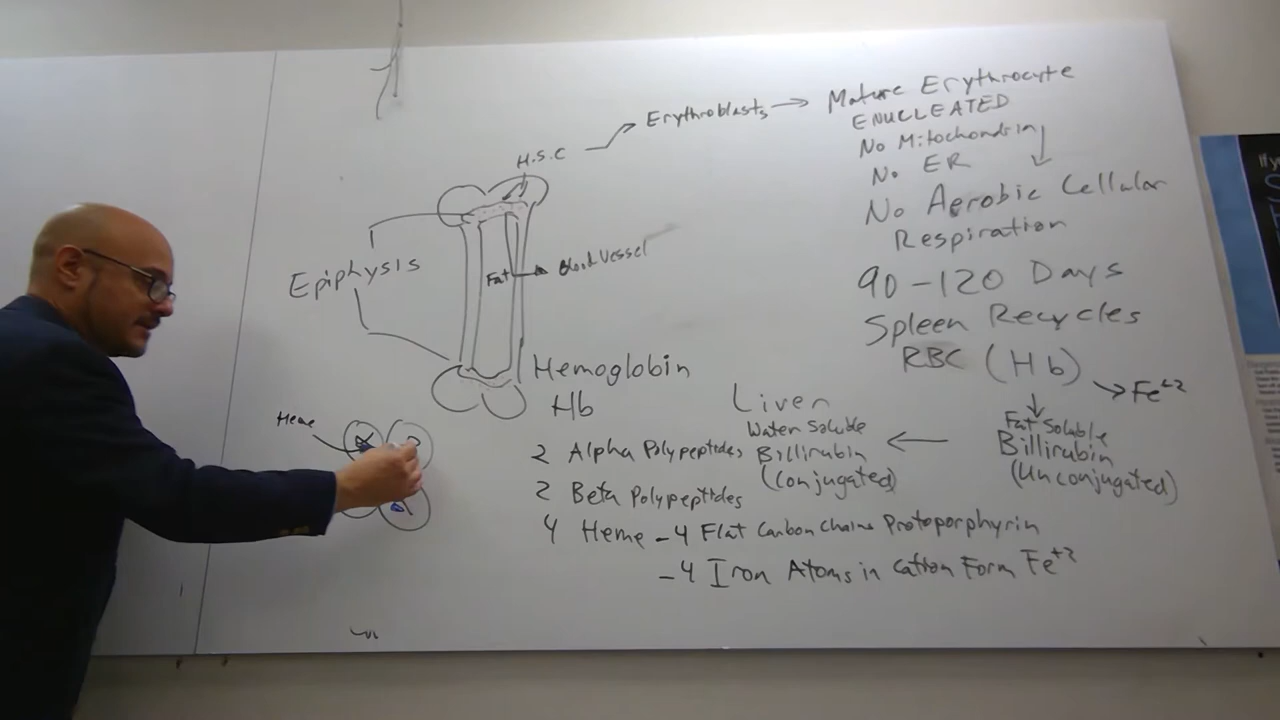 H.S.C
Erythroblasts
Mature Erythrocyte
ENUCLEATED
No Mitochondria
No ER
No Aerobic Cellular
Respiration
90-120 Days
Spleen Recycles
RBC (Hb)
Fe+2
Fat Soluble
Billirubin
(Unconjugated)
Liver
Water Soluble
Billirubin
(Conjugated)
Epiphysis
Fat
Blood Vessel
Hemoglobin
Hb
2 Alpha Polypeptides
2 Beta Polypeptides
4 Heme - 4 Flat Carbon Chains Protoporphyrin
- 4 Iron Atoms in Cation Form Fe+2
Heme
If